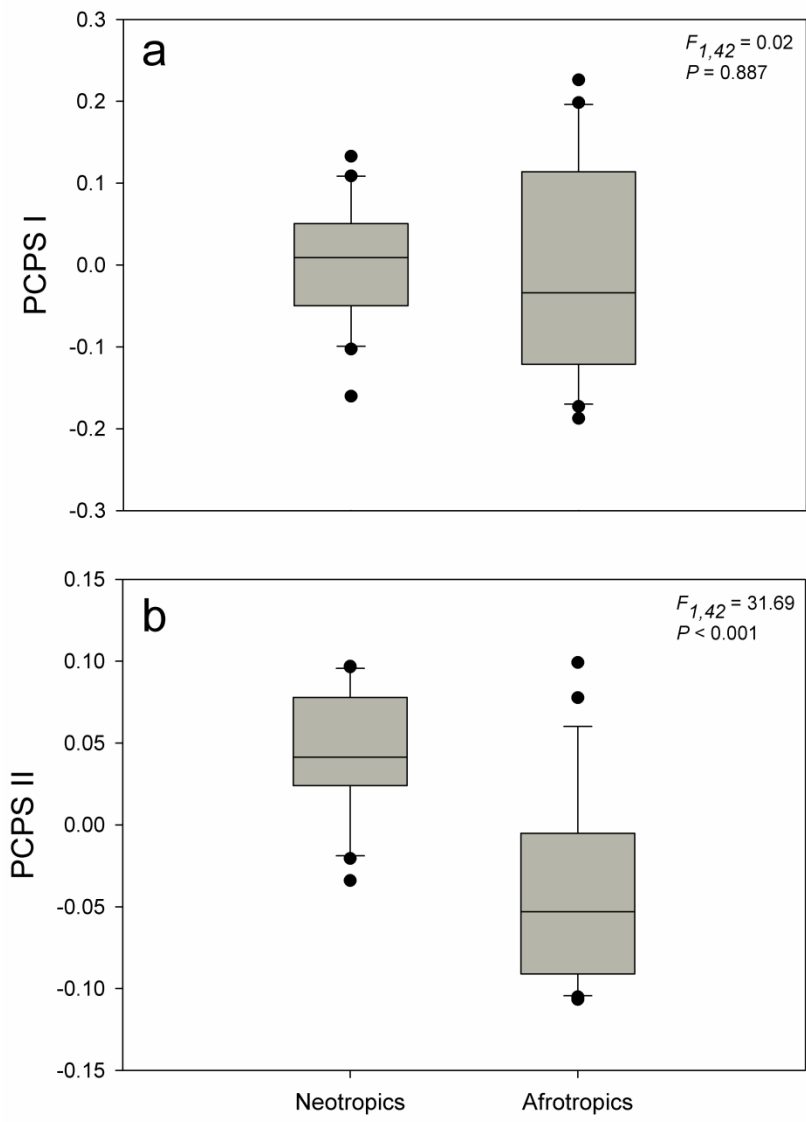 a
F1,42 = 0.02
P = 0.887
0.3
0.2
0.1
0.0
-0.1
-0.2
-0.3
PCPS I
b
F1,42 = 31.69
P < 0.001
0.15
0.10
0.05
0.00
-0.05
-0.10
-0.15
PCPS II
Neotropics
Afrotropics